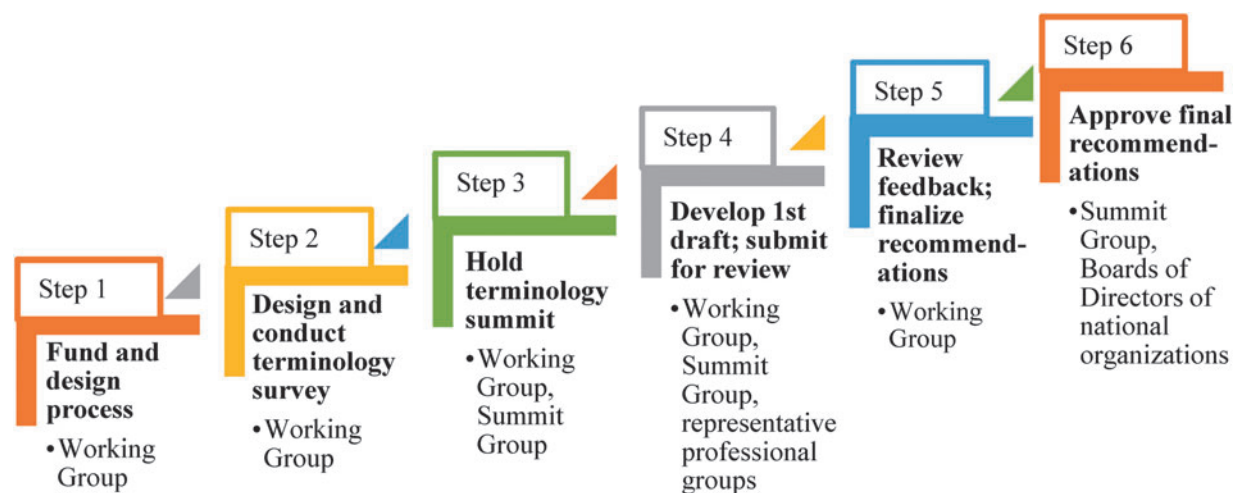 Step 1
Fund and
design
process
•Working
Group
Step 2
Design and
conduct
terminology
survey
•Working
Group
Step 3
Hold
terminology
summit
•Working
Group,
Summit
Group
Step 4
Develop 1st
draft; submit
for review
•Working
Group,
Summit
Group,
representative
professional
groups
Step 5
Review
feedback;
finalize
recommend-
ations
•Working
Group
Step 6
Approve final
recommend-
ations
•Summit
Group,
Boards of
Directors of
national
organizations